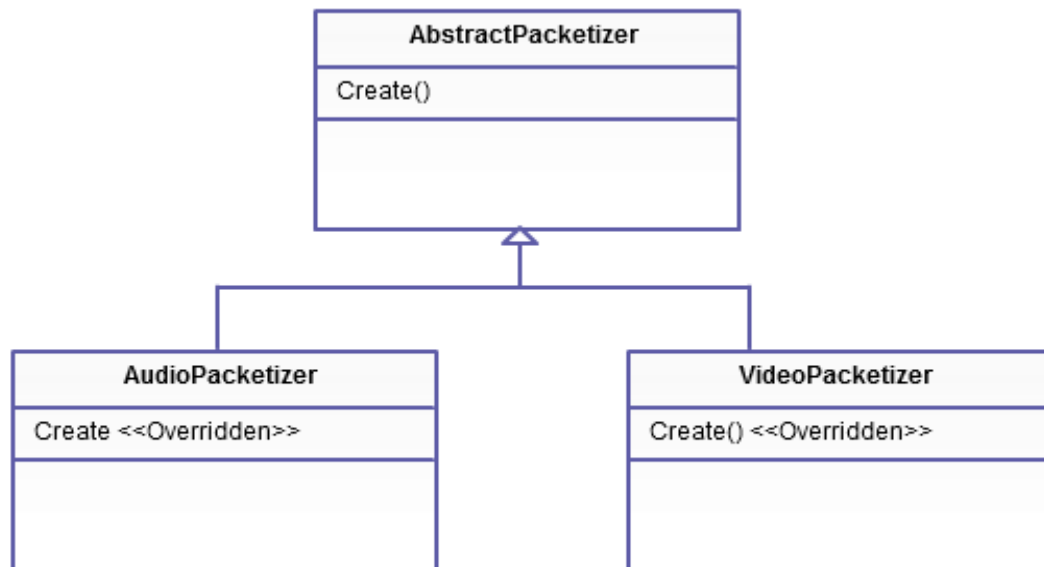 AbstractPacketizer
Create()
AudioPacketizer
Create <<Overridden>>
VideoPacketizer
Create() <<Overridden>>